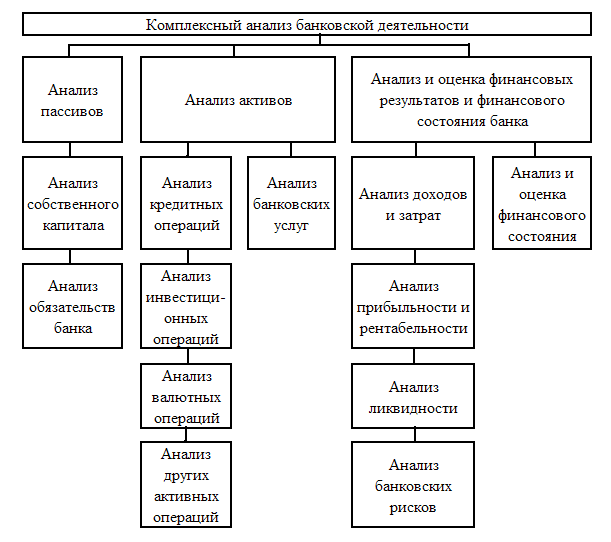 Комплексный анализ банковской деятельности
Анализ
пассивов
Анализ активов
Анализ и оценка финансовых
результатов и финансового
состояния банка
Анализ
собственного
капитала
Анализ
кредитных
операций
Анализ
банковских
услуг
Анализ доходов
и затрат
Анализ и
оценка
финансового
состояния
Анализ
обязательств
банка
Анализ
инвестици-
онных
операций
Анализ
прибыльности и
рентабельности
Анализ
валютных
операций
Анализ
ликвидности
Анализ
других
активных
операций
Анализ
банковских
рисков